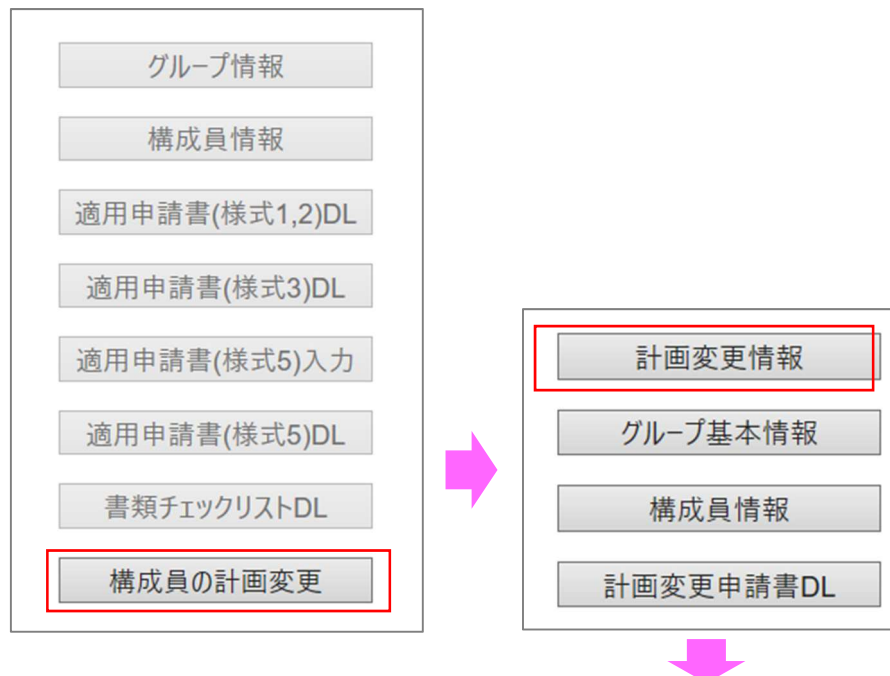 グループ情報
構成員情報
適用申請書(様式1,2)DL
適用申請書(様式3)DL
適用申請書(様式5)入力
適用申請書(様式5)DL
書類チェックリストDL
構成員の計画変更
計画変更情報
グループ基本情報
構成員情報
計画変更申請書DL